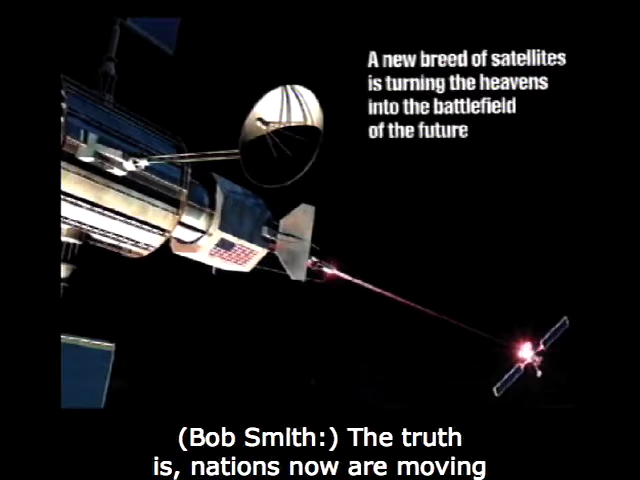 A new breed of satellites
is turning the heavens
into the battlefield
of the future
(Bob Smith:) The truth
is, nations now are moving